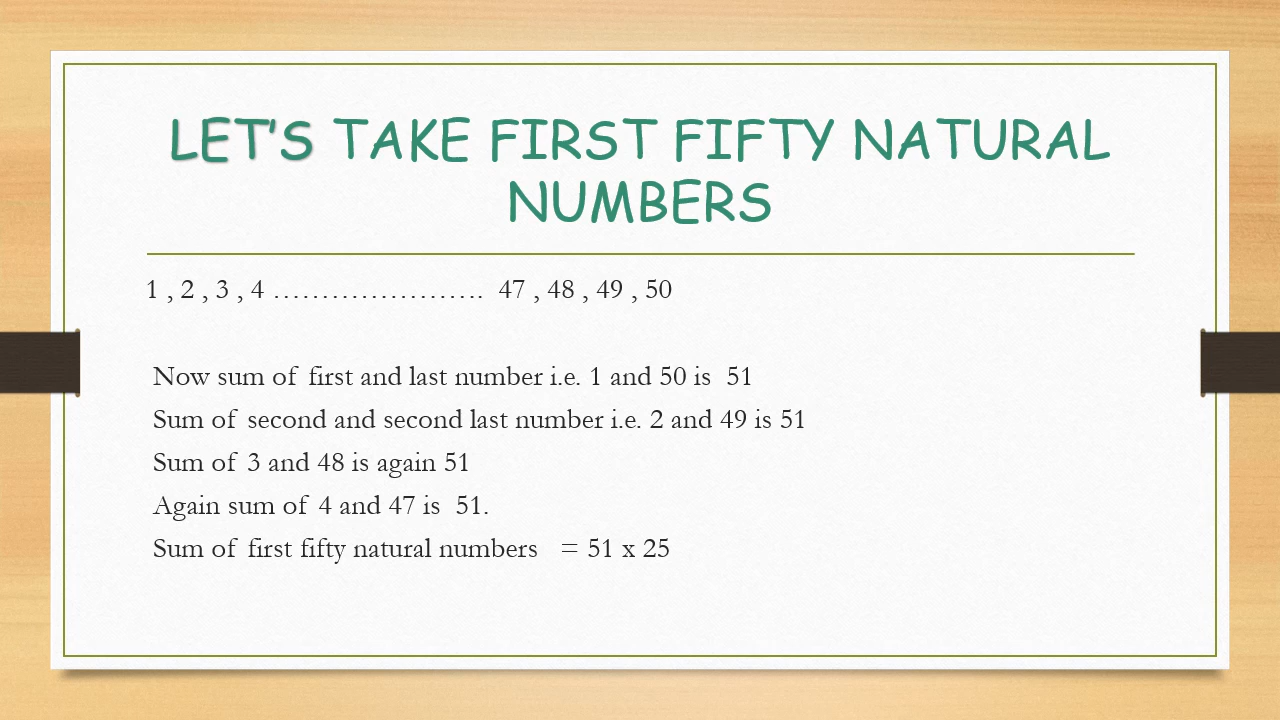 LET'S TAKE FIRST FIFTY NATURAL
NUMBERS
1 , 2 , 3 , 4 …………………. 47 , 48 , 49 , 50
Now sum of first and last number i.e. 1 and 50 is 51
Sum of second and second last number i.e. 2 and 49 is 51
Sum of 3 and 48 is again 51
Again sum of 4 and 47 is 51.
Sum of first fifty natural numbers = 51 x 25